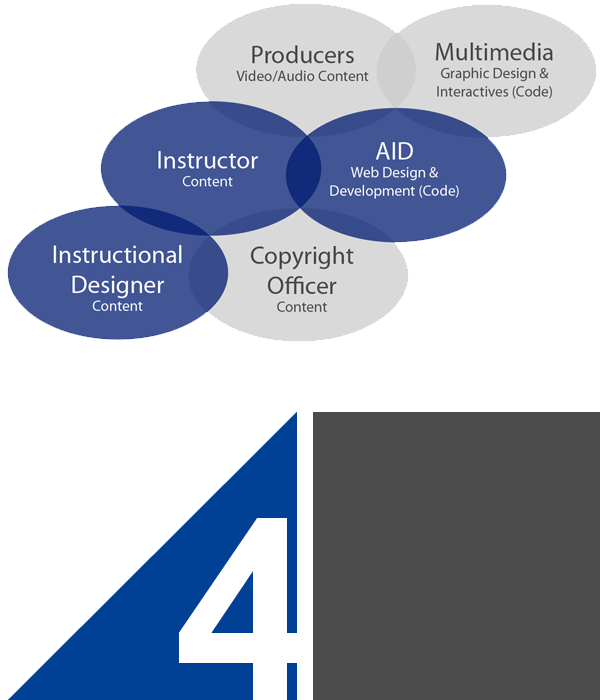 Producers
Video/Audio Content
Multimedia
Graphic Design &
Interactives (Code)
Instructor
Content
AID
Web Design &
Development (Code)
Instructional
Designer
Content
Copyright
Officer
Content
4